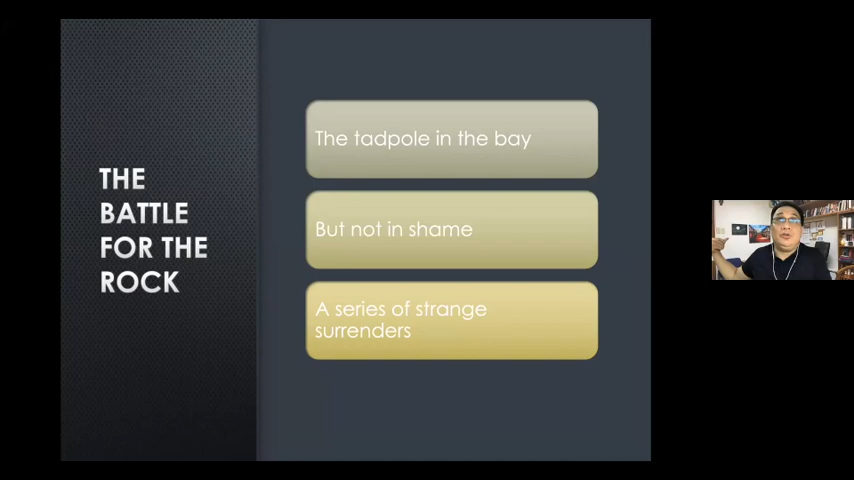 THE
BATTLE
FOR THE
ROCK
The tadpole in the bay
But not in shame
A series of strange
surrenders